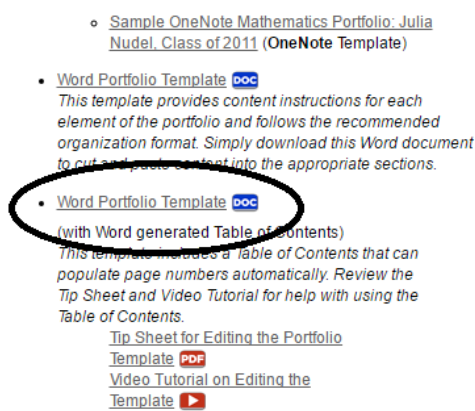 Sample OneNote Mathematics Portfolio: Julia
Nudel, Class of 2011 (OneNote Template)
Word Portfolio Template DOC
This template provides content instructions for each
element of the portfolio and follows the recommended
organization format. Simply download this Word document
to cut and paste content into the appropriate sections.
Word Portfolio Template DOC
(with Word generated Table of Contents)
This template includes a Table of Contents that can
populate page numbers automatically. Review the
Tip Sheet and Video Tutorial for help with using the
Table of Contents.
Tip Sheet for Editing the Portfolio
Template PDF
Video Tutorial on Editing the
Template